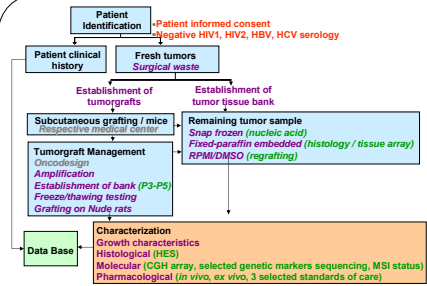 Patient
Identification
•Patient informed consent
•Negative HIV1, HIV2, HBV, HCV serology
Patient clinical
history
Fresh tumors
Surgical waste
Establishment of
tumorgrafts
Establishment of
tumor tissue bank
Subcutaneous grafting / mice
Respective medical center
Remaining tumor sample
Snap frozen (nucleic acid)
Fixed-paraffin embedded (histology / tissue array)
RPMI/DMSO (regrafting)
Tumorgraft Management
Oncodesign
Amplification
Establishment of bank (P3-P5)
Freeze/thawing testing
Grafting on Nude rats
Data Base
Characterization
Growth characteristics
Histological (HES)
Molecular (CGH array, selected genetic markers sequencing, MSI status)
Pharmacological (in vivo, ex vivo, 3 selected standards of care)